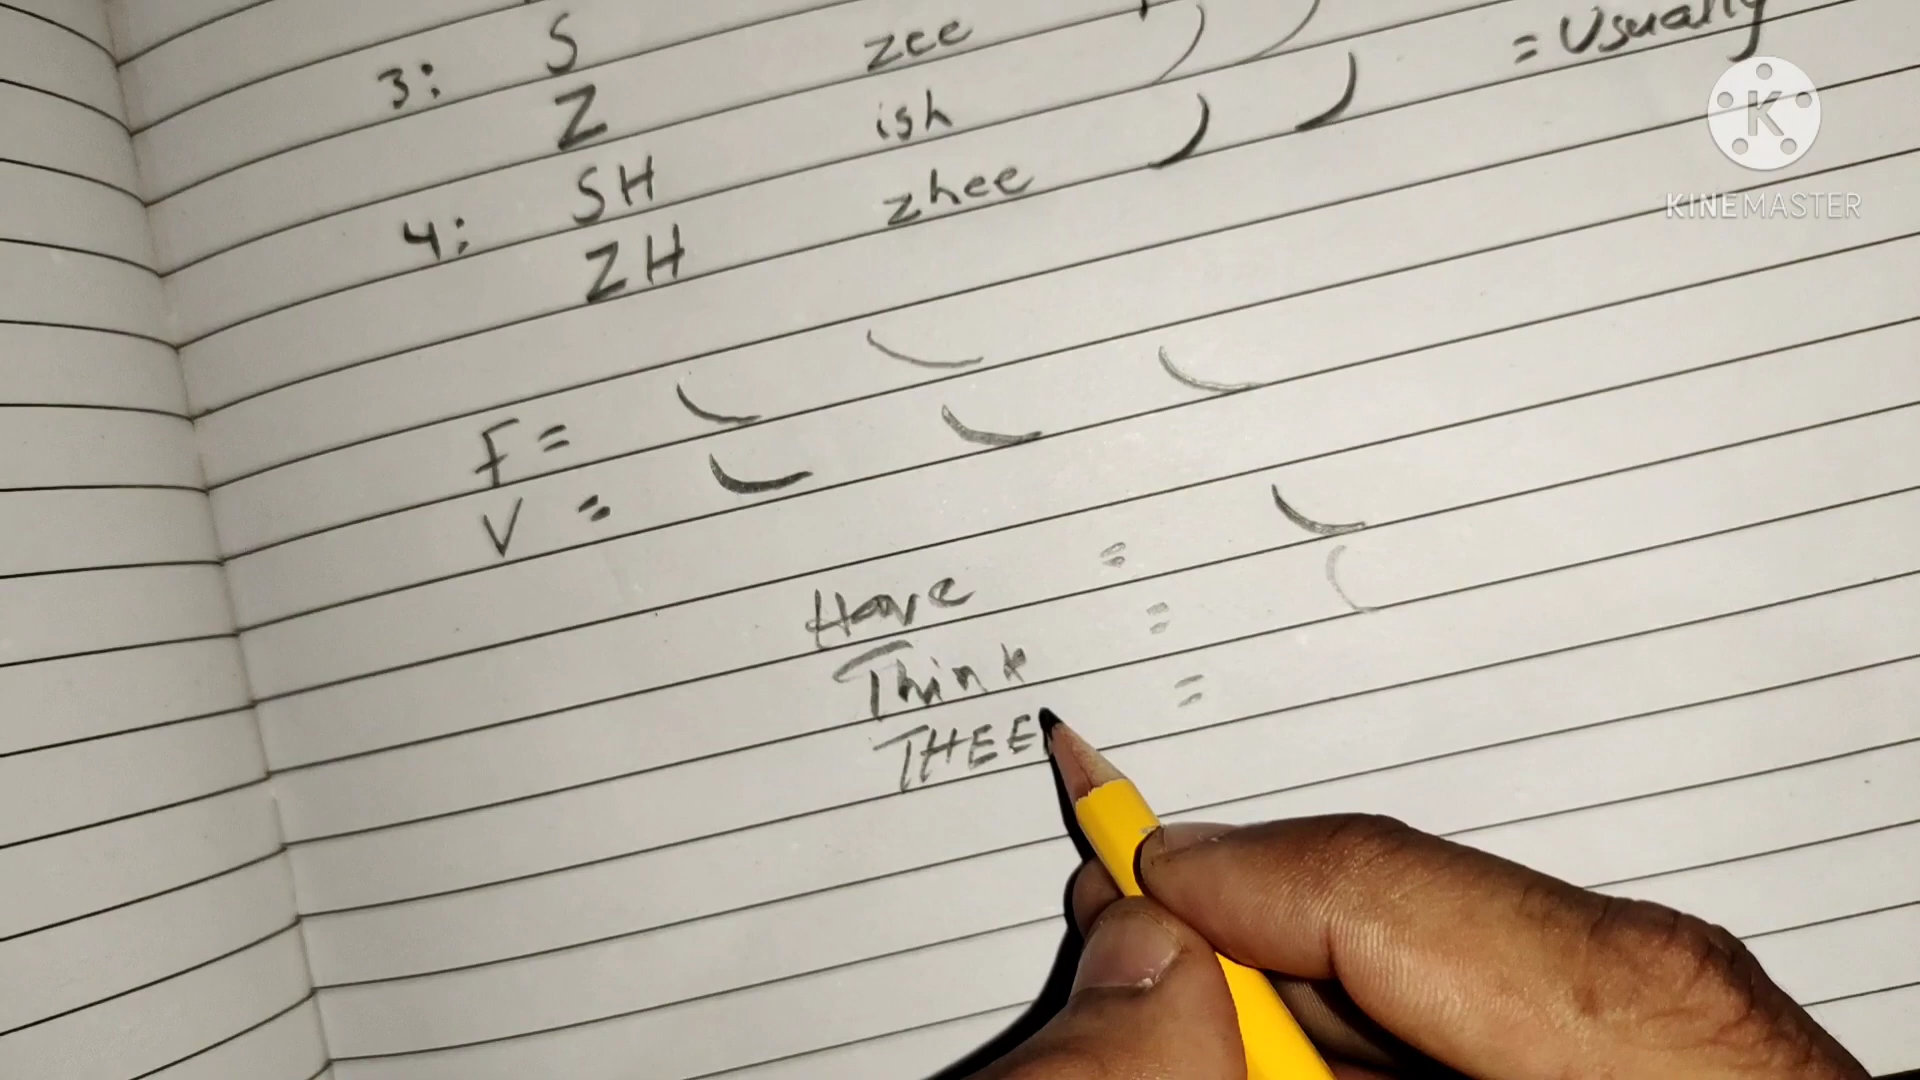 3: S zee
Z ish
= Usually
4: SH zhee
ZH
F =
V =
Have =
Think =
THEE =
K
KINEMASTER